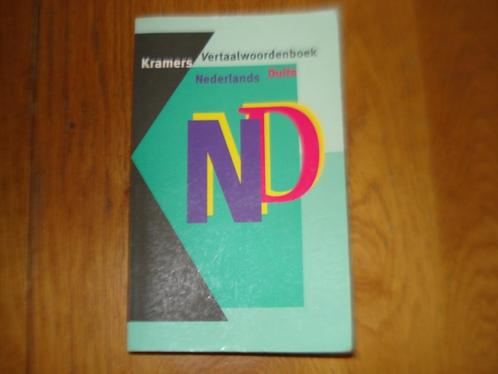 Kramers Vertaalwoordenboek
Nederlands Duits
ND